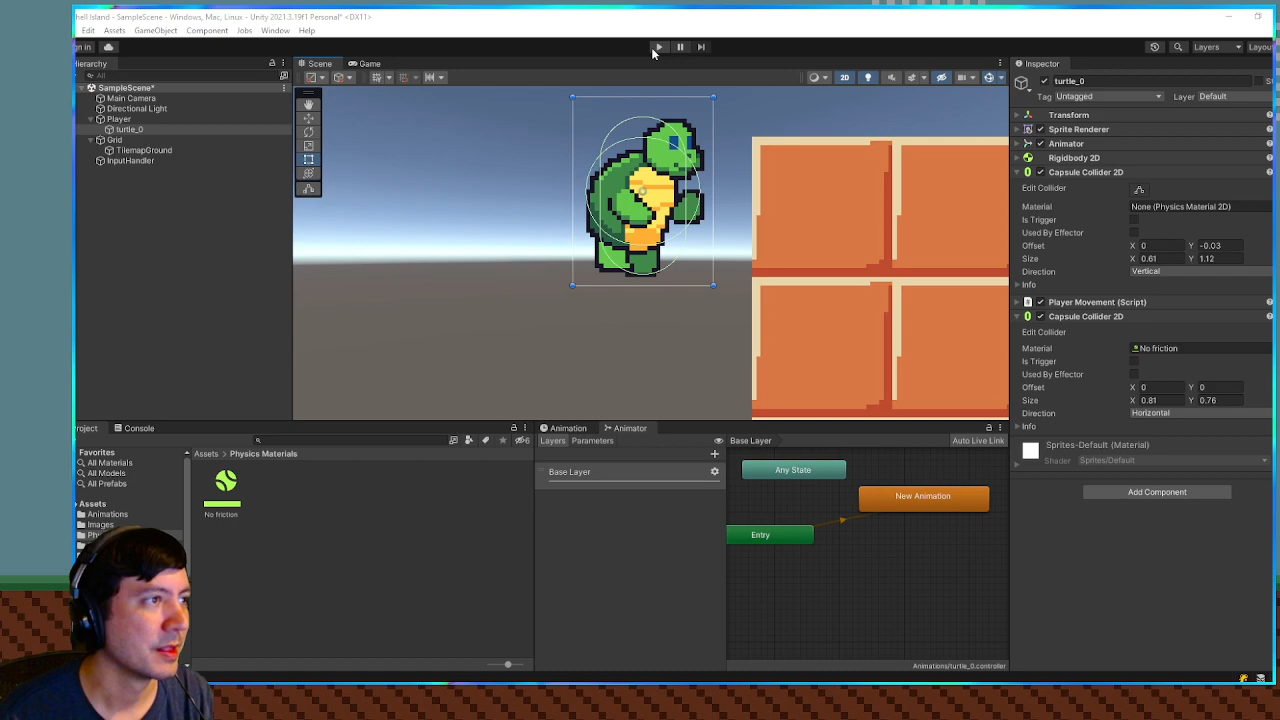 hell Island - SampleScene - Windows, Mac, Linux - Unity 2021.3.19f1 Personal* <DX11>
Edit Assets GameObject Component Jobs Window Help
gn in
Layers
Layou
Hierarchy
All
SampleScene*
Main Camera
Directional Light
Player
turtle_0
Grid
TilemapGround
InputHandler
Scene
Game
2D
Inspector
turtle_0
S
Tag Untagged Layer Default
Transform
Sprite Renderer
Animator
Rigidbody 2D
Capsule Collider 2D
Edit Collider
Material None (Physics Material 2D)
Is Trigger
Used By Effector
Offset X 0 Y -0.03
Size X 0.61 Y 1.12
Direction Vertical
Info
Player Movement (Script)
Capsule Collider 2D
Edit Collider
Material No friction
Is Trigger
Used By Effector
Offset X 0 Y 0
Size X 0.81 Y 0.76
Direction Horizontal
Info
Sprites-Default (Material)
Shader Sprites/Default
Add Component
Project
Console
6
Favorites
All Materials
All Models
All Prefabs
Assets
Animations
Images
Ph
Assets > Physics Materials
No friction
Animation
Animator
Layers Parameters
Base Layer
Auto Live Link
Base Layer
Any State
New Animation
Entry
Animations/turtle_0.controller